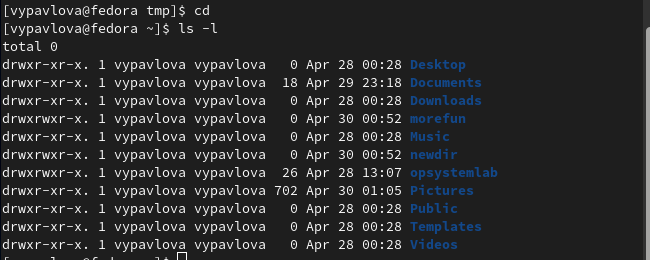 [vypavlova@fedora tmp]$ cd
[vypavlova@fedora ~]$ ls -l
total 0
drwxr-xr-x. 1 vypavlova vypavlova   0 Apr 28 00:28 Desktop
drwxr-xr-x. 1 vypavlova vypavlova  18 Apr 29 23:18 Documents
drwxr-xr-x. 1 vypavlova vypavlova   0 Apr 28 00:28 Downloads
drwxrwxr-x. 1 vypavlova vypavlova   0 Apr 30 00:52 morefun
drwxr-xr-x. 1 vypavlova vypavlova   0 Apr 28 00:28 Music
drwxrwxr-x. 1 vypavlova vypavlova   0 Apr 30 00:52 newdir
drwxrwxr-x. 1 vypavlova vypavlova  26 Apr 28 13:07 opsystemlab
drwxr-xr-x. 1 vypavlova vypavlova 702 Apr 30 01:05 Pictures
drwxr-xr-x. 1 vypavlova vypavlova   0 Apr 28 00:28 Public
drwxr-xr-x. 1 vypavlova vypavlova   0 Apr 28 00:28 Templates
drwxr-xr-x. 1 vypavlova vypavlova   0 Apr 28 00:28 Videos